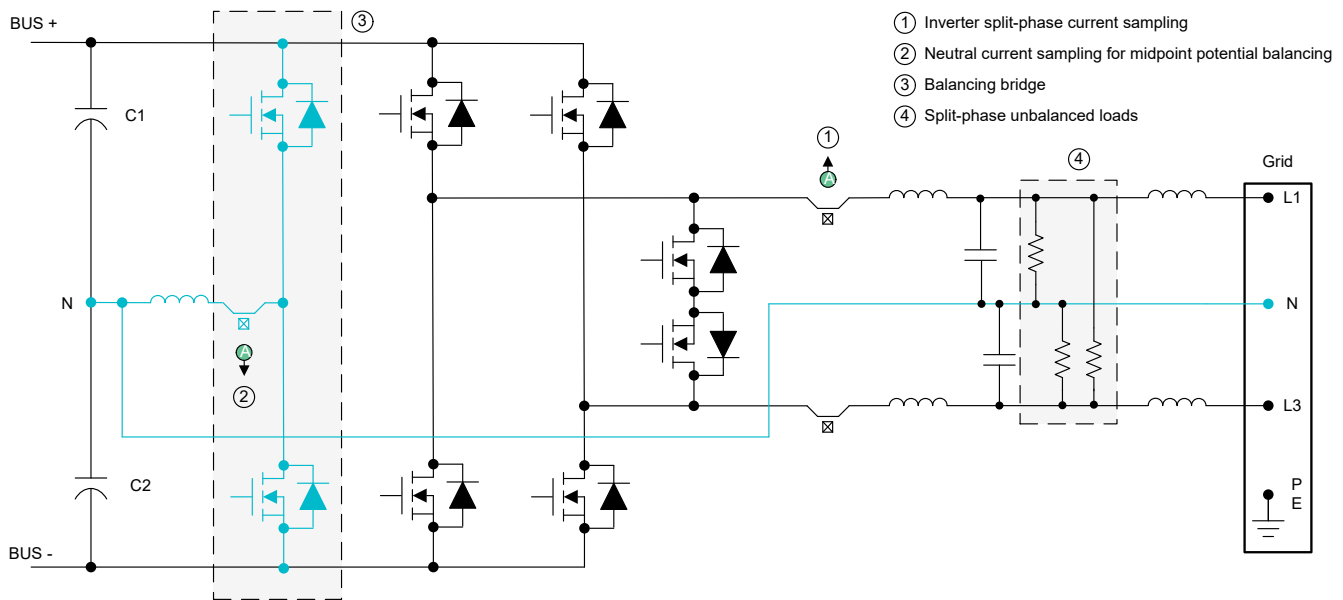 BUS +
③
① Inverter split-phase current sampling
② Neutral current sampling for midpoint potential balancing
③ Balancing bridge
④ Split-phase unbalanced loads
C1
①
A
④
Grid
L1
N
N
A
②
L3
C2
P
E
BUS -